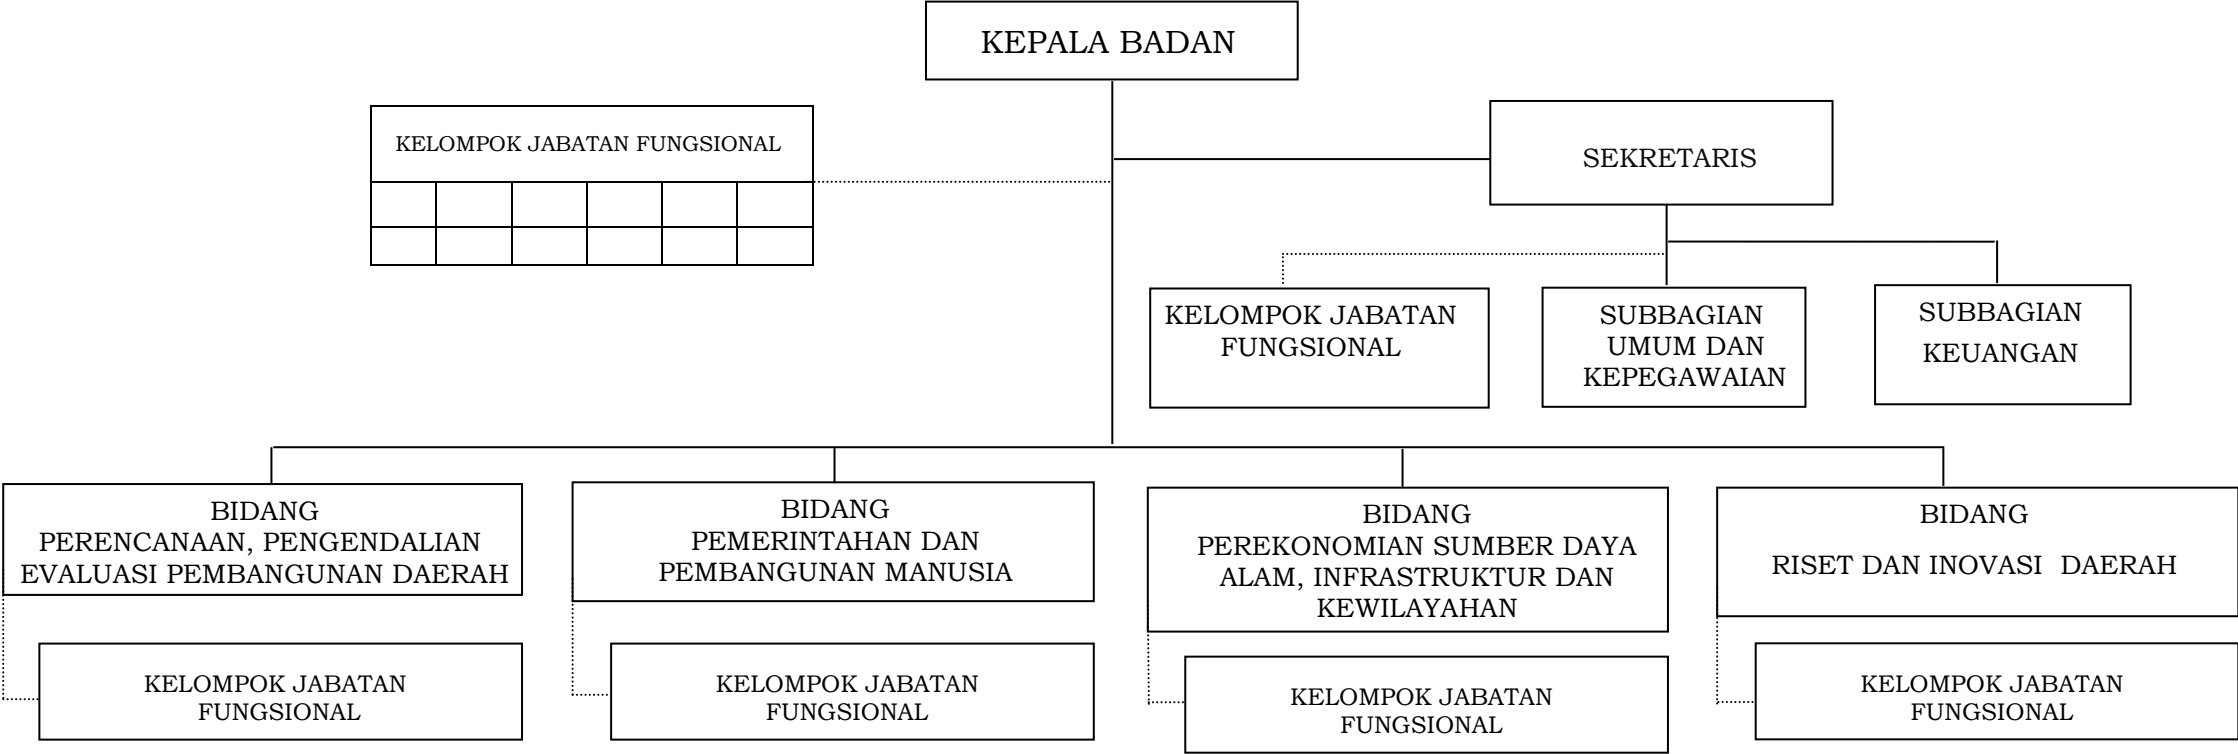 KEPALA BADAN
KELOMPOK JABATAN FUNGSIONAL
SEKRETARIS
KELOMPOK JABATAN
FUNGSIONAL
SUBBAGIAN
UMUM DAN
KEPEGAWAIAN
SUBBAGIAN
KEUANGAN
BIDANG
PERENCANAAN, PENGENDALIAN
EVALUASI PEMBANGUNAN DAERAH
BIDANG
PEMERINTAHAN DAN
PEMBANGUNAN MANUSIA
BIDANG
PEREKONOMIAN SUMBER DAYA
ALAM, INFRASTRUKTUR DAN
KEWILAYAHAN
BIDANG
RISET DAN INOVASI  DAERAH
KELOMPOK JABATAN
FUNGSIONAL
KELOMPOK JABATAN
FUNGSIONAL
KELOMPOK JABATAN
FUNGSIONAL
KELOMPOK JABATAN
FUNGSIONAL